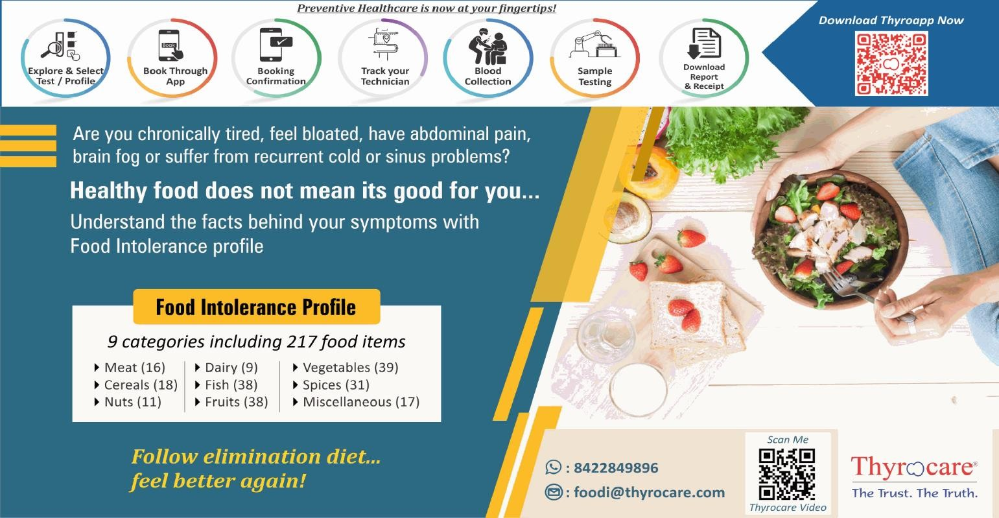 Preventive Healthcare is now at your fingertips!
Explore & Select
Test / Profile
Book
Book Through
App
Booking
Confirmation
Track your
Technician
Blood
Collection
Sample
Testing
Download
Report
& Receipt
Download Thyroapp Now
Are you chronically tired, feel bloated, have abdominal pain,
brain fog or suffer from recurrent cold or sinus problems?
Healthy food does not mean its good for you...
Understand the facts behind your symptoms with
Food Intolerance profile
Food Intolerance Profile
9 categories including 217 food items
Meat (16)
Cereals (18)
Nuts (11)
Dairy (9)
Fish (38)
Fruits (38)
Vegetables (39)
Spices (31)
Miscellaneous (17)
Follow elimination diet...
feel better again!
: 8422849896
: foodi@thyrocare.com
Scan Me
Thyrocare Video
Thyrocare®
The Trust. The Truth.